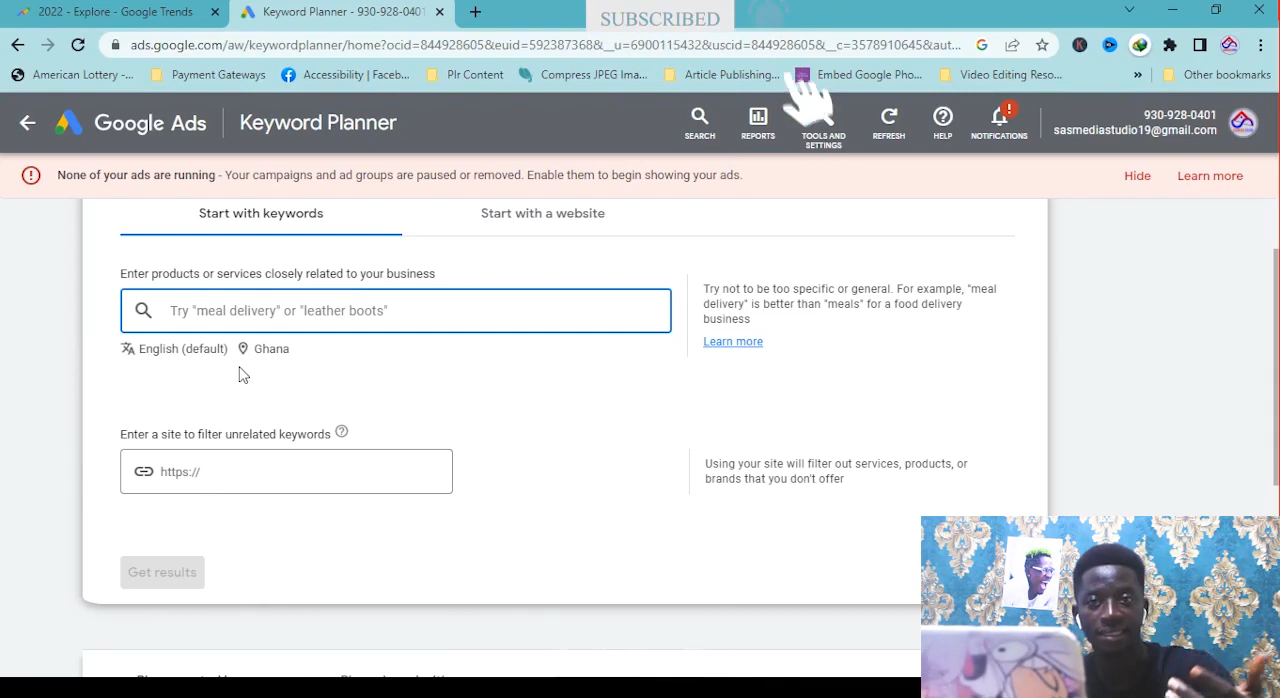 2022 - Explore - Google Trends
Keyword Planner - 930-928-0401
SUBSCRIBED
ads.google.com/aw/keywordplanner/home?ocid=844928605&euid=592387368&__u=6900115432&uscid=844928605&__c=3578910645&aut...
American Lottery -...
Payment Gateways
Accessibility | Faceb...
Plr Content
Compress JPEG Ima...
Article Publishing...
Embed Google Pho...
Video Editing Reso...
»
Other bookmarks
Google Ads
Keyword Planner
SEARCH
REPORTS
TOOLS AND
SETTINGS
REFRESH
HELP
NOTIFICATIONS
930-928-0401
sasmediastudio19@gmail.com
None of your ads are running - Your campaigns and ad groups are paused or removed. Enable them to begin showing your ads.
Hide
Learn more
Start with keywords
Start with a website
Enter products or services closely related to your business
Try "meal delivery" or "leather boots"
English (default)
Ghana
Try not to be too specific or general. For example, "meal
delivery" is better than "meals" for a food delivery
business
Learn more
Enter a site to filter unrelated keywords
https://
Using your site will filter out services, products, or
brands that you don't offer
Get results